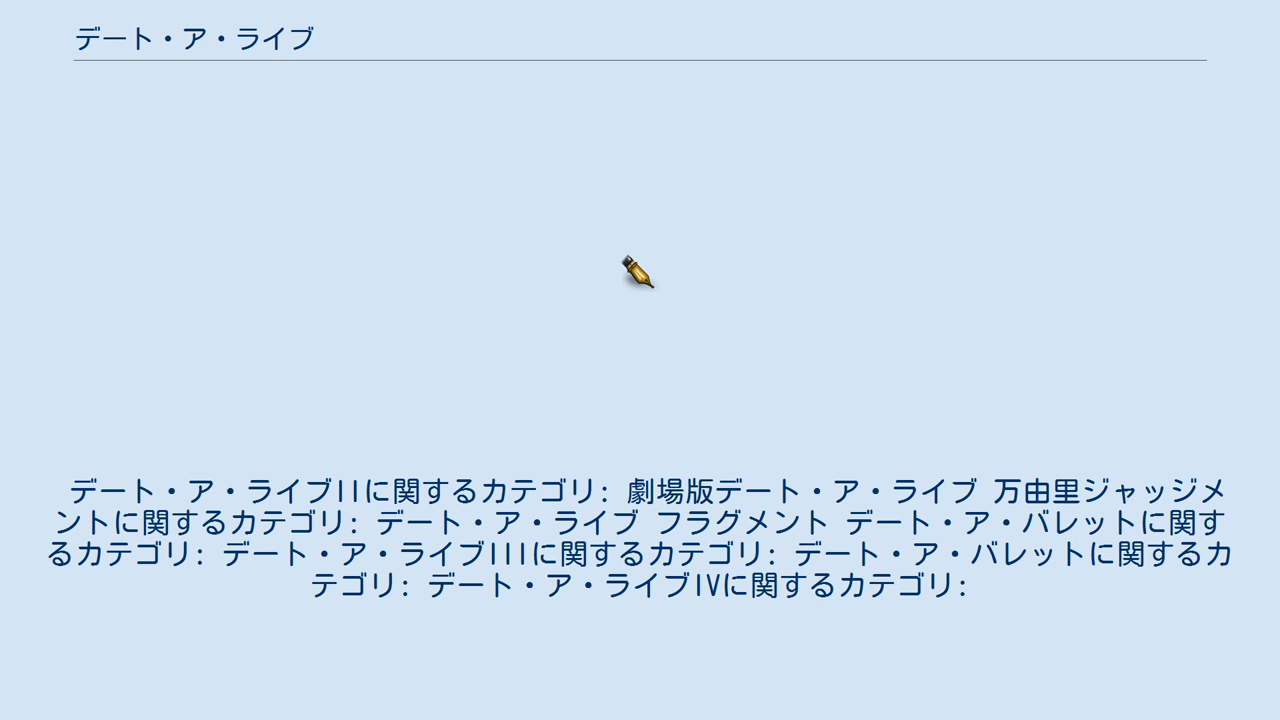 デート・ア・ライブ
デート・ア・ライブIIに関するカテゴリ: 劇場版デート・ア・ライブ 万由里ジャッジメ
ントに関するカテゴリ: デート・ア・ライブ フラグメント デート・ア・バレットに関す
るカテゴリ: デート・ア・ライブIIIに関するカテゴリ: デート・ア・バレットに関するカ
テゴリ: デート・ア・ライブIVに関するカテゴリ: